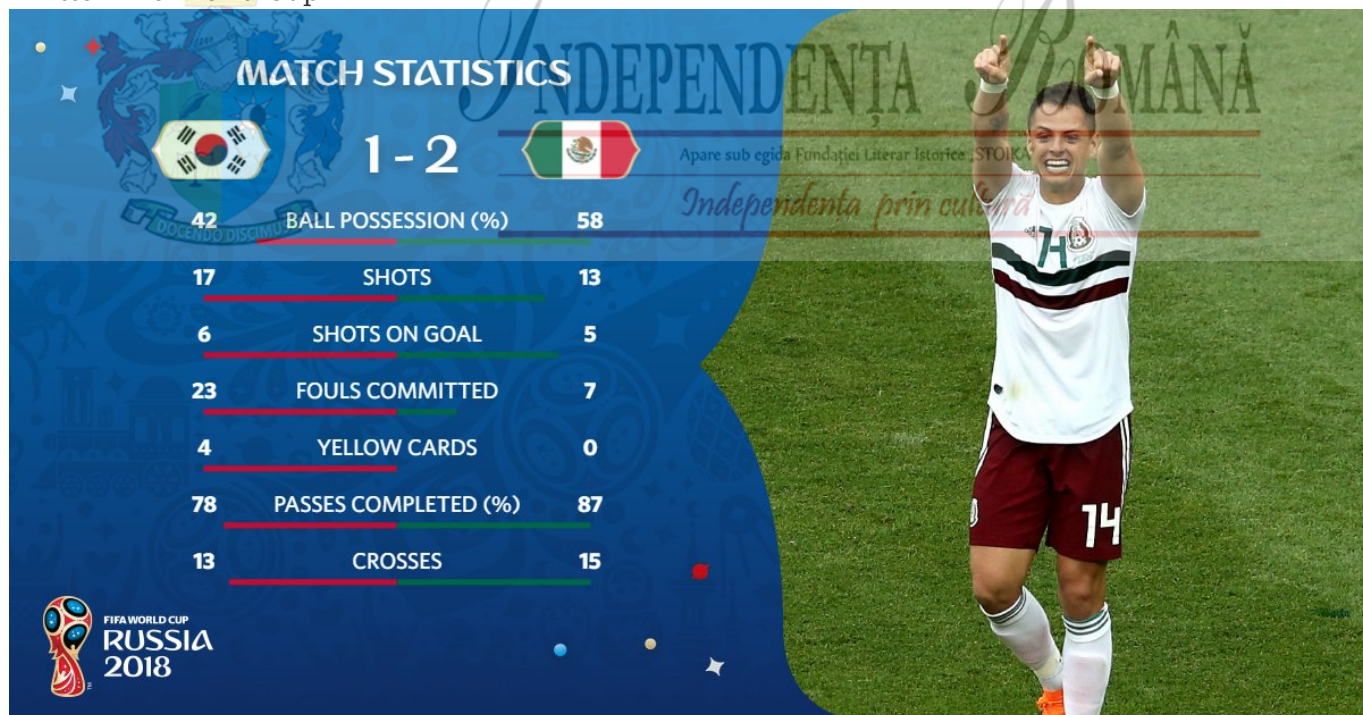 MATCH STATISTICS
INDEPENDENȚA ROMÂNĂ
1 - 2
Apare sub egida Fundației Literar Istorice „STOIKA”
Independenta prin cultură
DOCENDO DISCIMUS
42 BALL POSSESSION (%) 58
17 SHOTS 13
6 SHOTS ON GOAL 5
23 FOULS COMMITTED 7
4 YELLOW CARDS 0
78 PASSES COMPLETED (%) 87
13 CROSSES 15
14
14
FIFA WORLD CUP
RUSSIA
2018